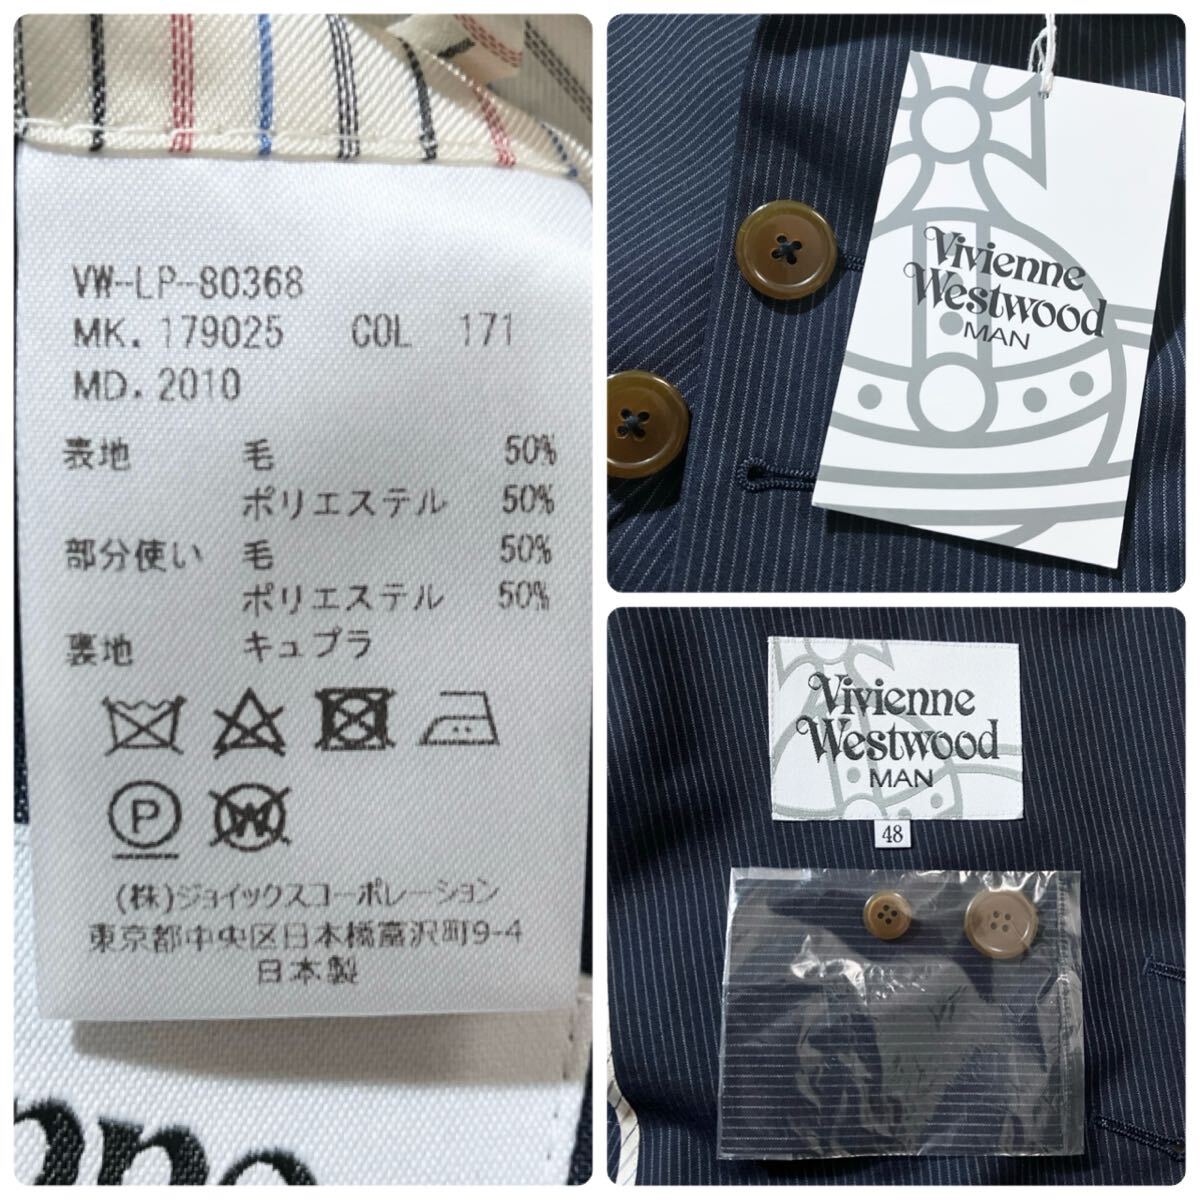 VW-LP-80368
MK. 179025 COL 171
MD. 2010
表地 毛 50%
ポリエステル 50%
部分使い 毛 50%
ポリエステル 50%
裏地 キュプラ
P
W
(株)ジョイックスコーポレーション
東京都中央区日本橋富沢町9-4
日本製
Vivienne
Westwood
MAN
Vivienne
Westwood
MAN
48